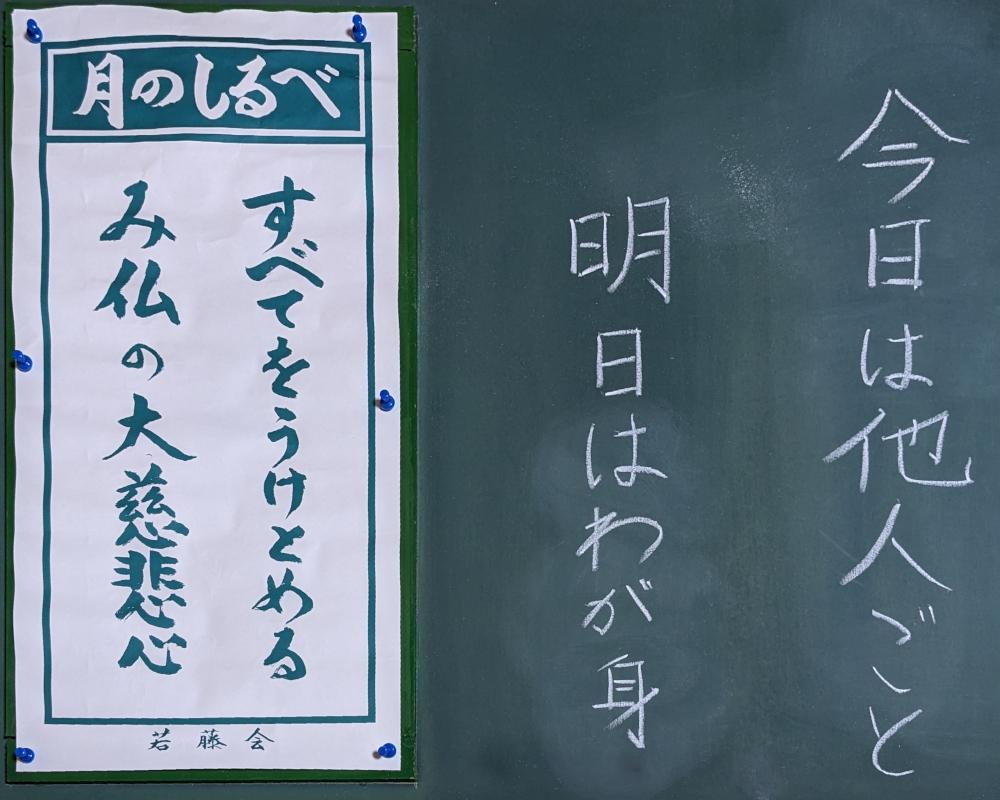 今日は他人ごと
明日はわが身
月のしるべ
すべてをうけとめる
み仏の大慈悲心
若藤会